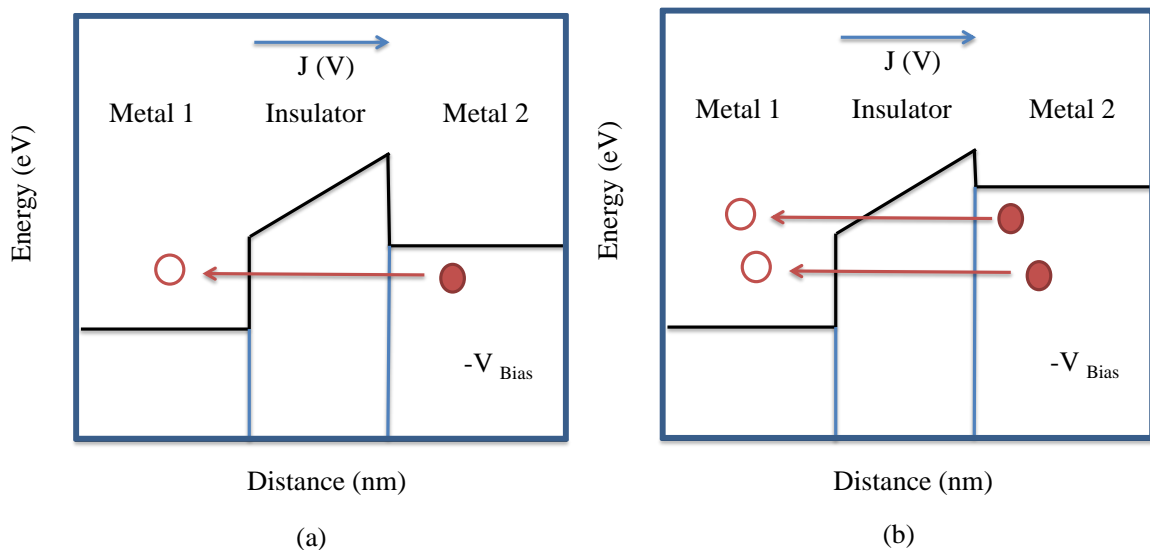 J (V)
Metal 1 Insulator Metal 2
Energy (eV)
-V Bias
Distance (nm)
(a)
J (V)
Metal 1 Insulator Metal 2
Energy (eV)
-V Bias
Distance (nm)
(b)